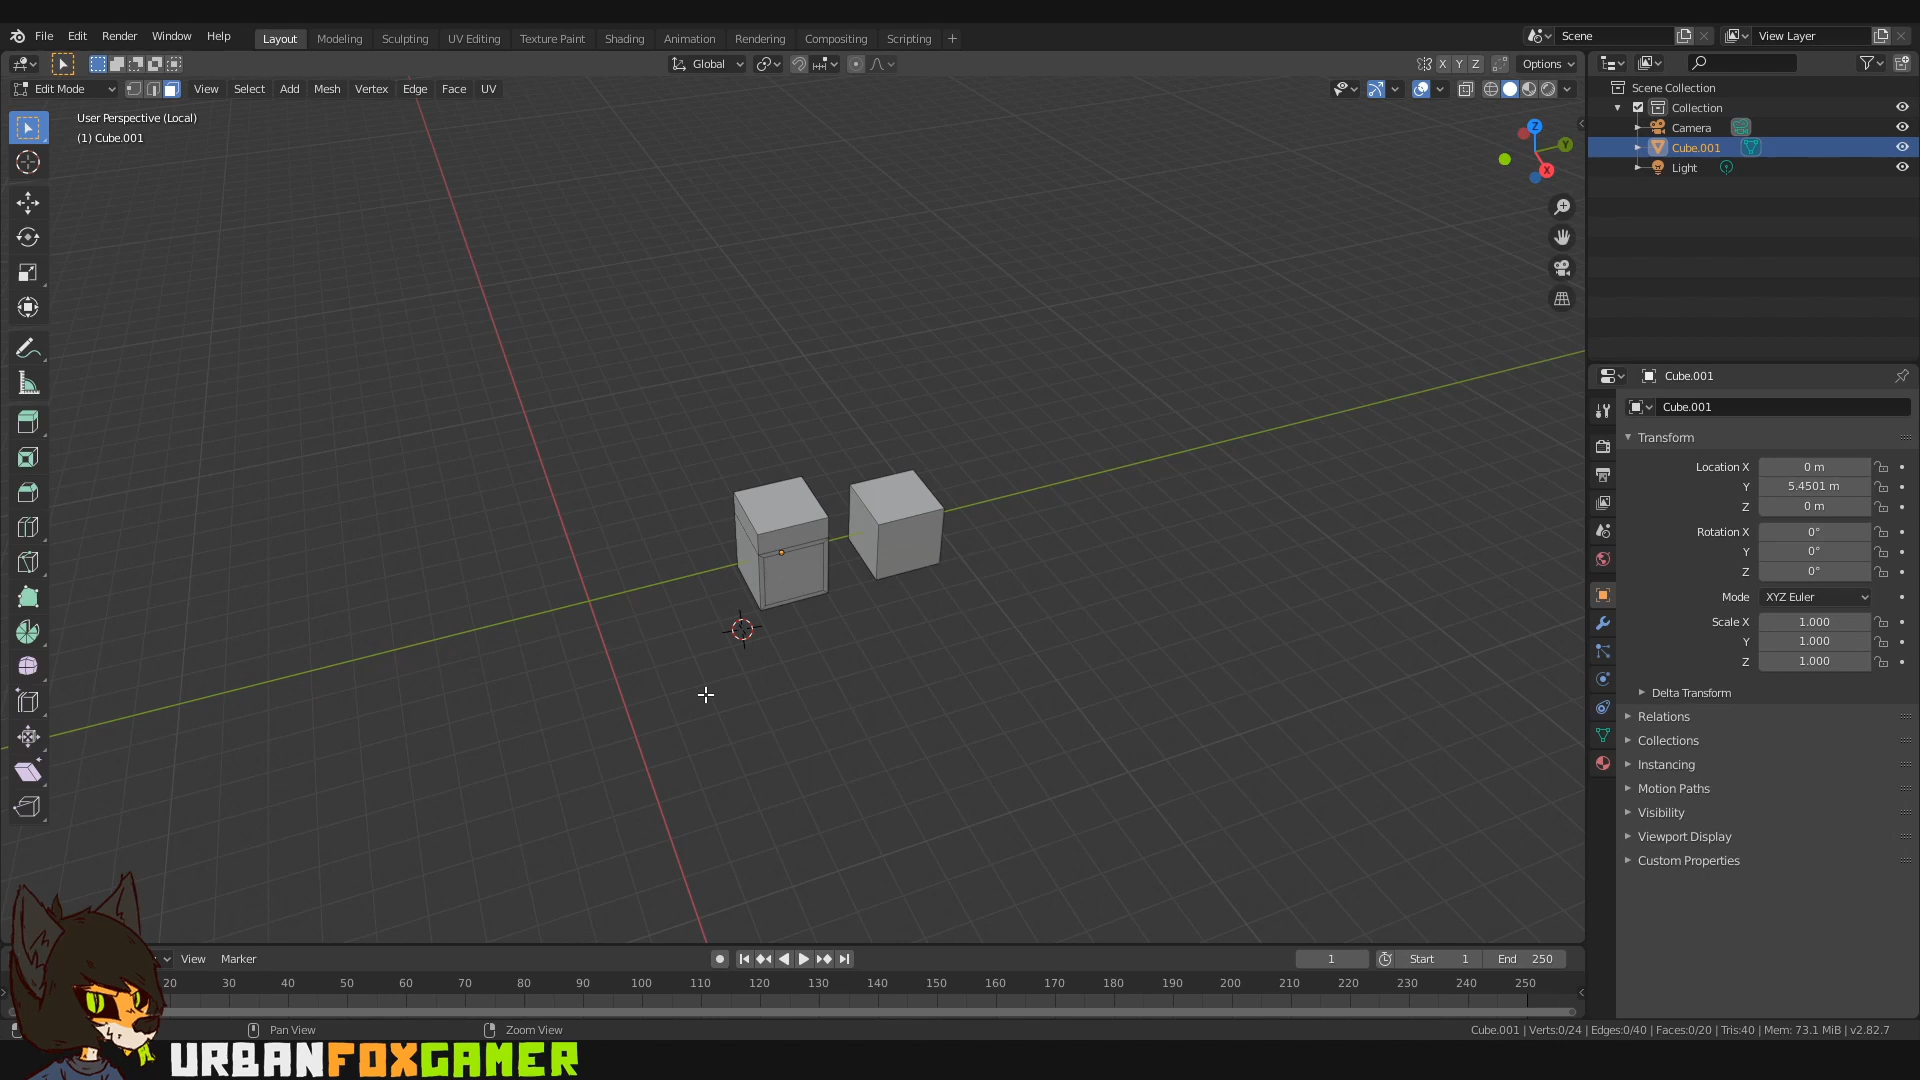 File Edit Render Window Help Layout Modeling Sculpting UV Editing Texture Paint Shading Animation Rendering Compositing Scripting + Scene View Layer
Global X Y Z Options
Edit Mode View Select Add Mesh Vertex Edge Face UV
User Perspective (Local)
(1) Cube.001
Z
Y
X
Scene Collection
Collection
Camera
Cube.001
Light
Cube.001
Cube.001
Transform
Location X 0 m
Y 5.4501 m
Z 0 m
Rotation X 0°
Y 0°
Z 0°
Mode XYZ Euler
Scale X 1.000
Y 1.000
Z 1.000
Delta Transform
Relations
Collections
Instancing
Motion Paths
Visibility
Viewport Display
Custom Properties
View Marker 1 Start 1 End 250
20 30 40 50 60 70 80 90 100 110 120 130 140 150 160 170 180 190 200 210 220 230 240 250
Pan View Zoom View Cube.001 | Verts:0/24 | Edges:0/40 | Faces:0/20 | Tris:40 | Mem: 73.1 MiB | v2.82.7
URBANFOXGAMER